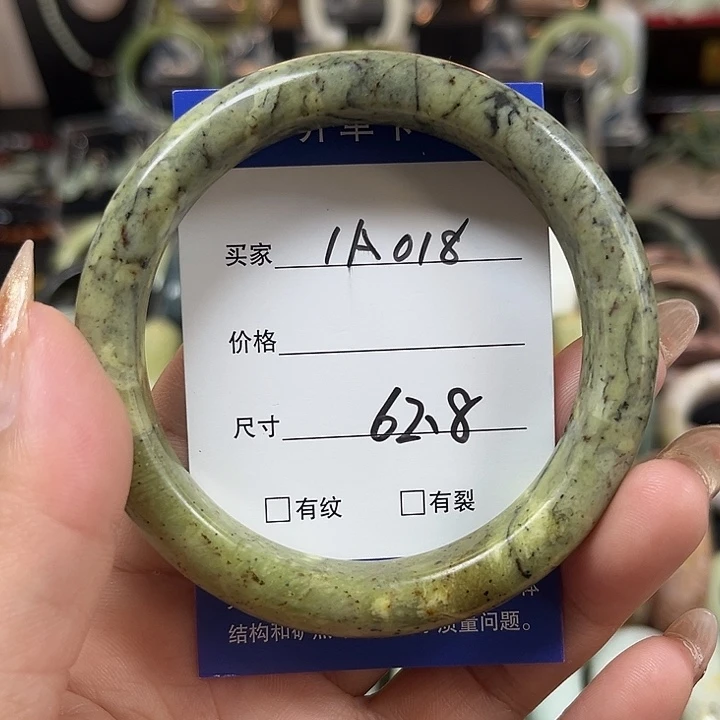 买家 1A018
价格
尺寸 62.8
□有纹 □有裂
结构和矿 质量问题。